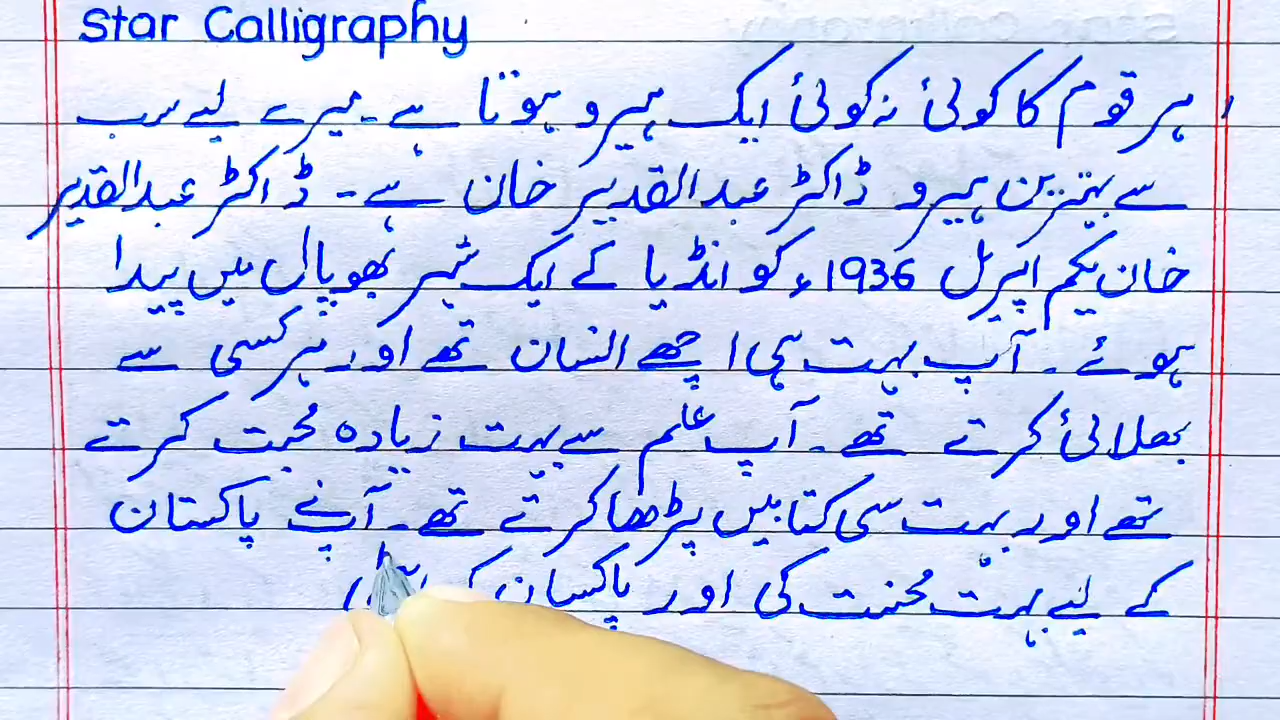 Star Calligraphy
ہر قوم کا کوئی نہ کوئی ایک ہیرو ہوتا ہے۔ میرے لیے سب
سے بہترین ہیرو ڈاکٹر عبدالقدیر خان ہے۔ ڈاکٹر عبدالقدیر
خان یکم اپریل 1936ء کو انڈیا کے ایک شہر بھوپال میں پیدا
ہوئے۔ آپ بہت ہی اچھے انسان تھے اور ہر کسی سے
بھلائی کرتے تھے۔ آپ علم سے بہت زیادہ محبت کرتے
تھے اور بہت سی کتابیں پڑھا کرتے تھے۔ آپ نے پاکستان
کے لیے بہت محنت کی اور پاکستان